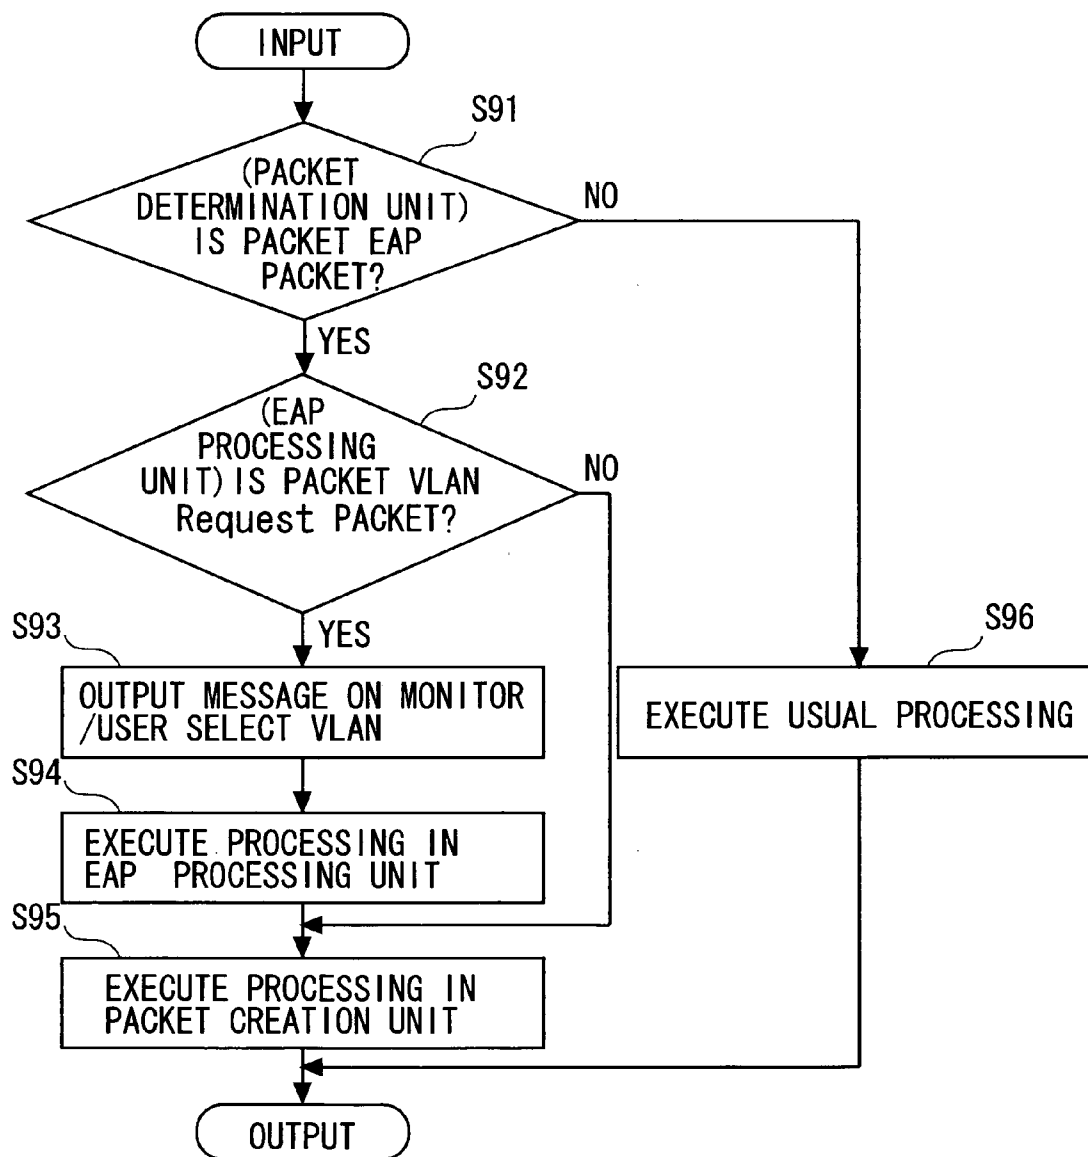 INPUT
S91
(PACKET
DETERMINATION UNIT)
IS PACKET EAP
PACKET?
NO
YES
S92
(EAP
PROCESSING
UNIT) IS PACKET VLAN
Request PACKET?
NO
YES
S93
OUTPUT MESSAGE ON MONITOR
/USER SELECT VLAN
S96
EXECUTE USUAL PROCESSING
S94
EXECUTE PROCESSING IN
EAP PROCESSING UNIT
S95
EXECUTE PROCESSING IN
PACKET CREATION UNIT
OUTPUT